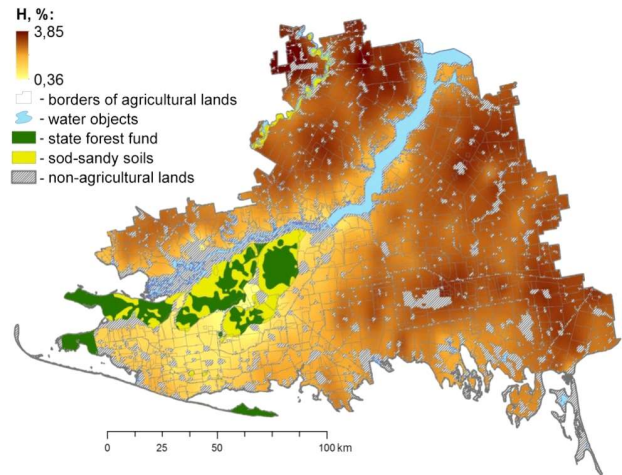 H, %:
3,85
0,36
- borders of agricultural lands
- water objects
- state forest fund
- sod-sandy soils
- non-agricultural lands
0 25 50 100 km